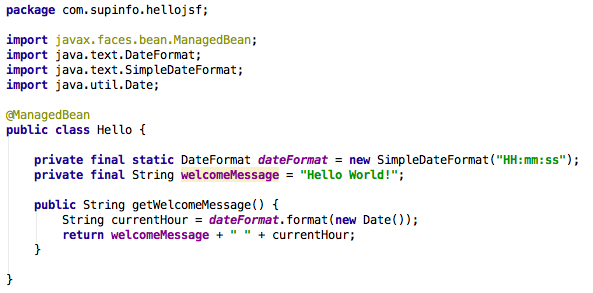 package com.supinfo.hellojsf;
import javax.faces.bean.ManagedBean;
import java.text.DateFormat;
import java.text.SimpleDateFormat;
import java.util.Date;
@ManagedBean
public class Hello {
private final static DateFormat dateFormat = new SimpleDateFormat("HH:mm:ss");
private final String welcomeMessage = "Hello World!";
public String getWelcomeMessage() {
String currentHour = dateFormat.format(new Date());
return welcomeMessage + " " + currentHour;
}
}